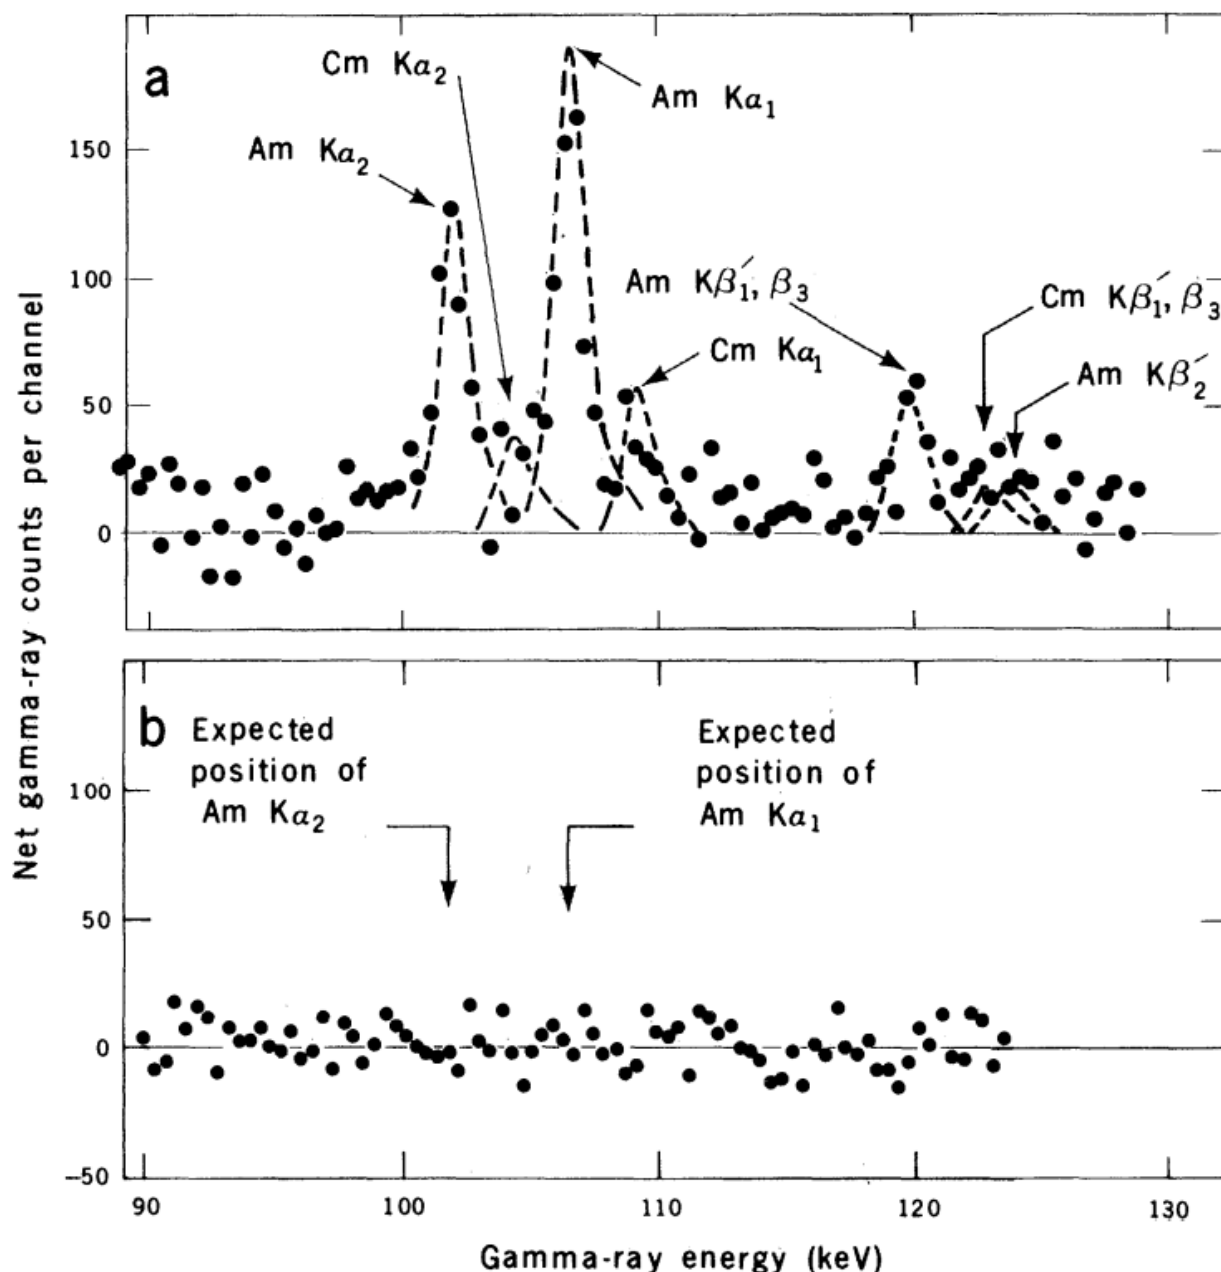 a
Cm Kα₂
Am Kα₁
Am Kα₂
Am Kβ₁′, β₃
Cm Kβ₁′, β₃
Cm Kα₁
Am Kβ₂′
150
100
50
0
Net gamma-ray counts per channel
b
Expected
position of
Am Kα₂
Expected
position of
Am Kα₁
100
50
0
−50
90
100
110
120
130
Gamma-ray energy (keV)